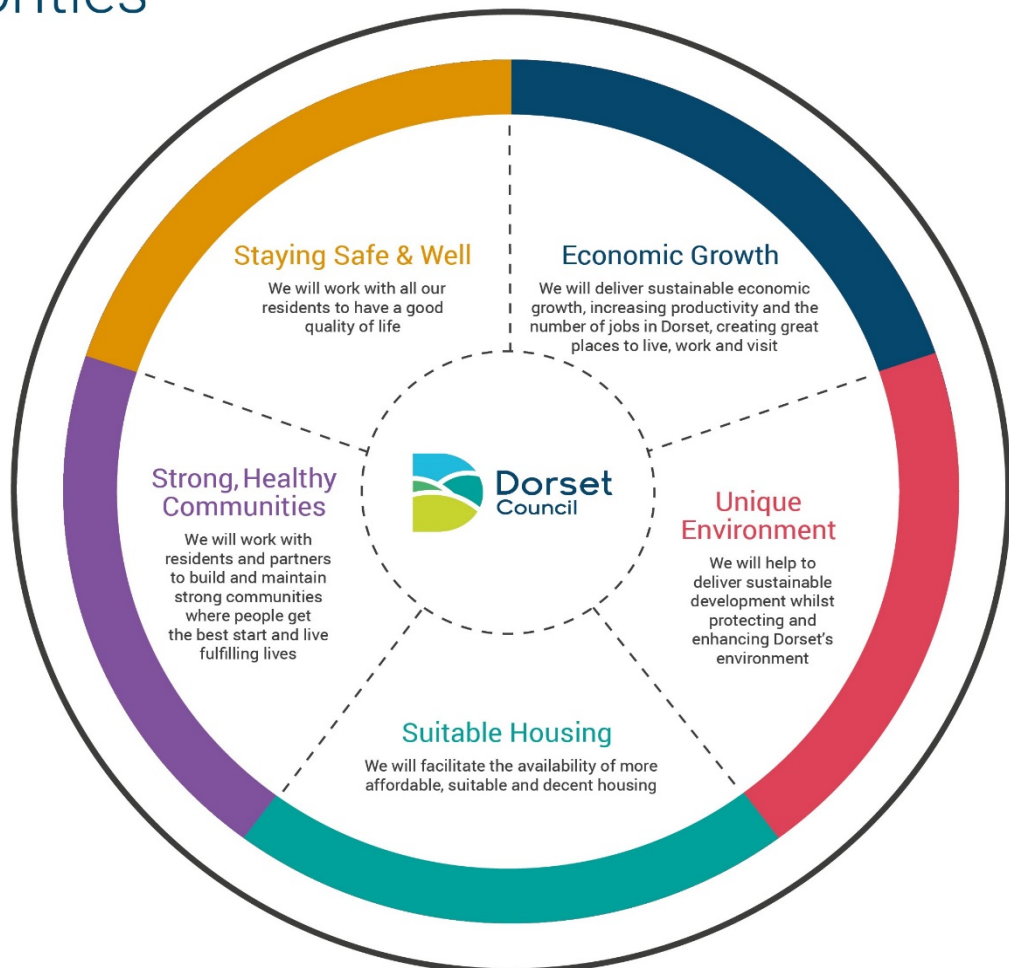 Staying Safe & Well
We will work with all our
residents to have a good
quality of life
Economic Growth
We will deliver sustainable economic
growth, increasing productivity and the
number of jobs in Dorset, creating great
places to live, work and visit
Strong, Healthy
Communities
We will work with
residents and partners
to build and maintain
strong communities
where people get
the best start and live
fulfilling lives
Dorset
Council
Unique
Environment
We will help to
deliver sustainable
development whilst
protecting and
enhancing Dorset's
environment
Suitable Housing
We will facilitate the availability of more
affordable, suitable and decent housing